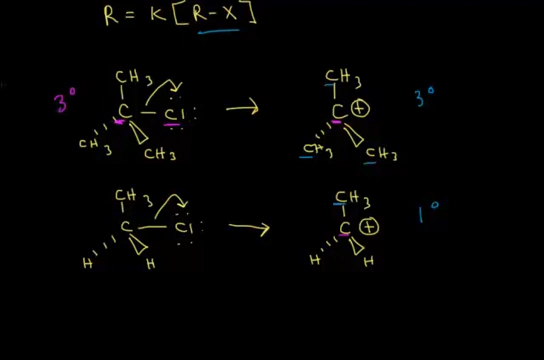 R = K [R-X]
CH3 CH3
3° C Cl: C + 3°
CH3 CH3 CH3 CH3
CH3 CH3
C Cl: C + 1°
H H H H